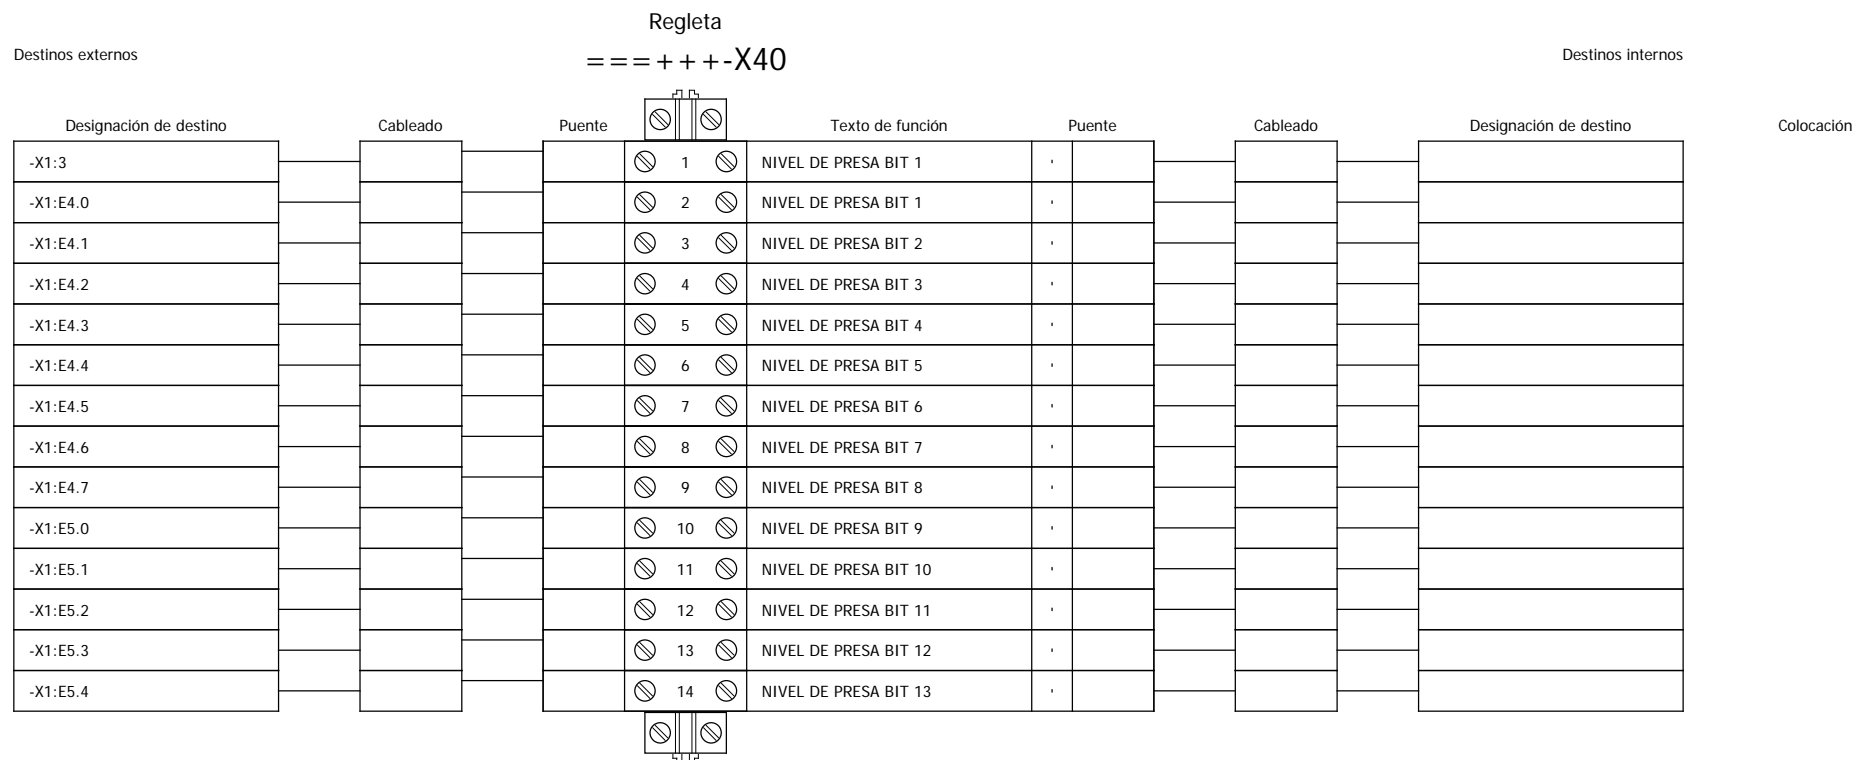 Regleta
Destinos externos ===+++-X40 Destinos internos
Designación de destino Cableado Puente Texto de función Puente Cableado Designación de destino Colocación
-X1:3 1 NIVEL DE PRESA BIT 1
-X1:E4.0 2 NIVEL DE PRESA BIT 1
-X1:E4.1 3 NIVEL DE PRESA BIT 2
-X1:E4.2 4 NIVEL DE PRESA BIT 3
-X1:E4.3 5 NIVEL DE PRESA BIT 4
-X1:E4.4 6 NIVEL DE PRESA BIT 5
-X1:E4.5 7 NIVEL DE PRESA BIT 6
-X1:E4.6 8 NIVEL DE PRESA BIT 7
-X1:E4.7 9 NIVEL DE PRESA BIT 8
-X1:E5.0 10 NIVEL DE PRESA BIT 9
-X1:E5.1 11 NIVEL DE PRESA BIT 10
-X1:E5.2 12 NIVEL DE PRESA BIT 11
-X1:E5.3 13 NIVEL DE PRESA BIT 12
-X1:E5.4 14 NIVEL DE PRESA BIT 13